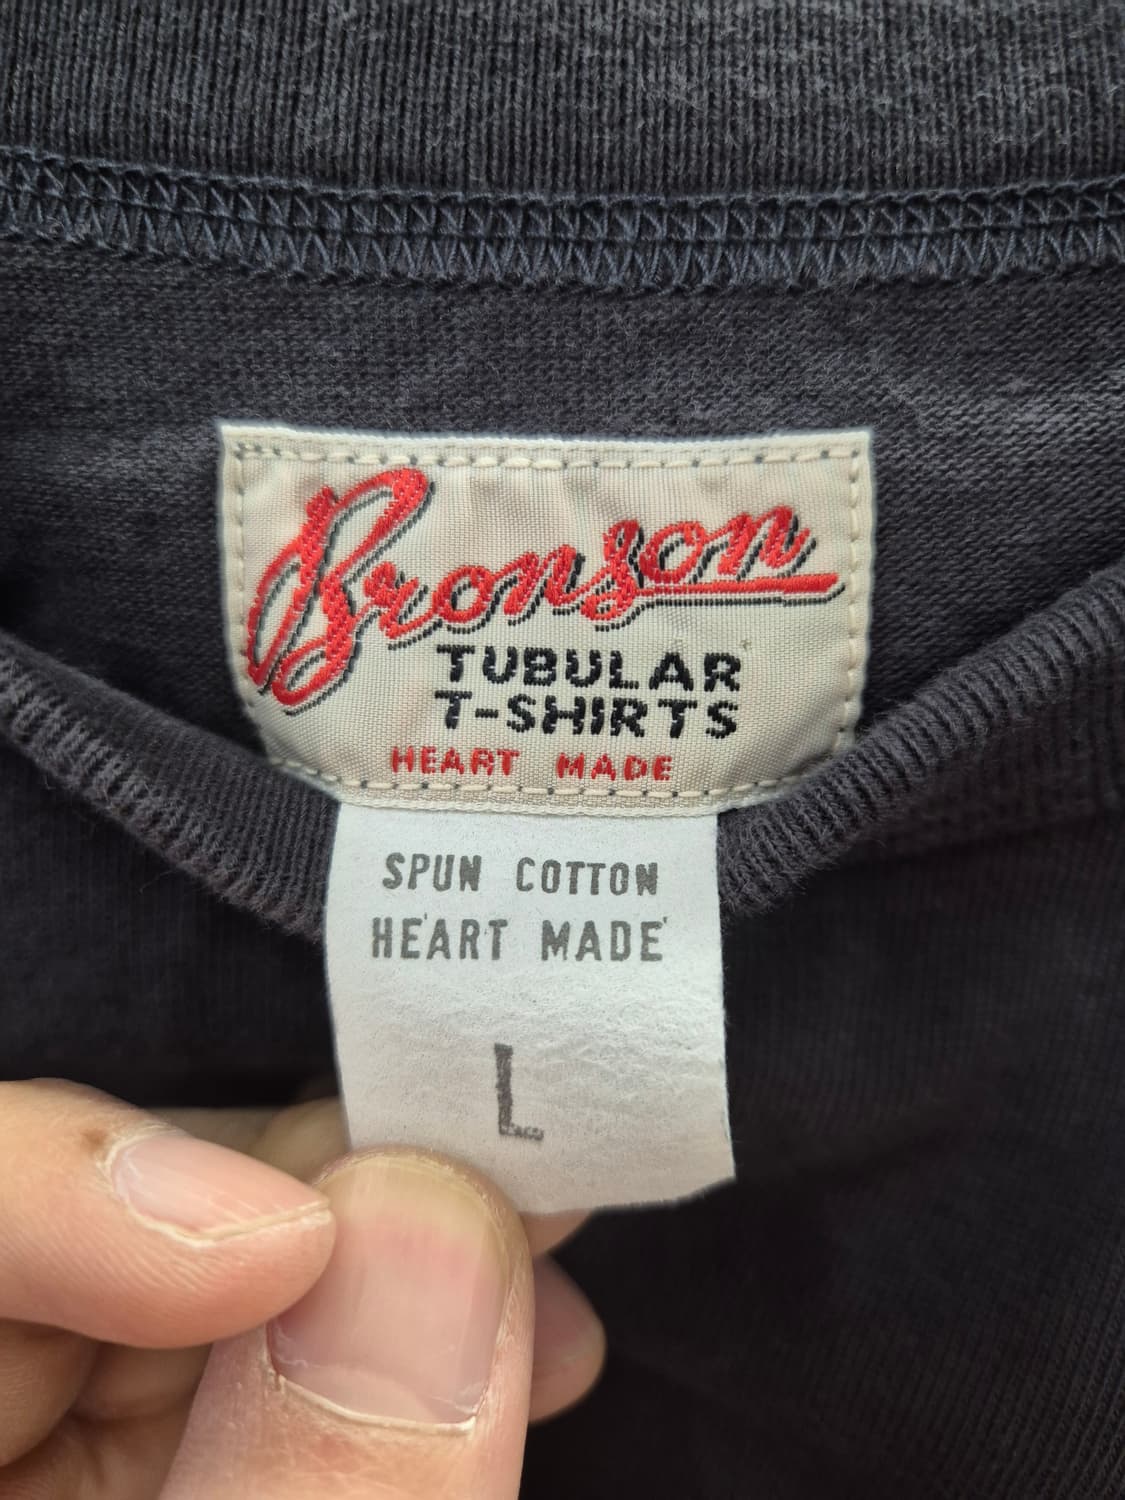 Bronson
TUBULAR
T-SHIRTS
HEART MADE
SPUN COTTON
HEART MADE
L